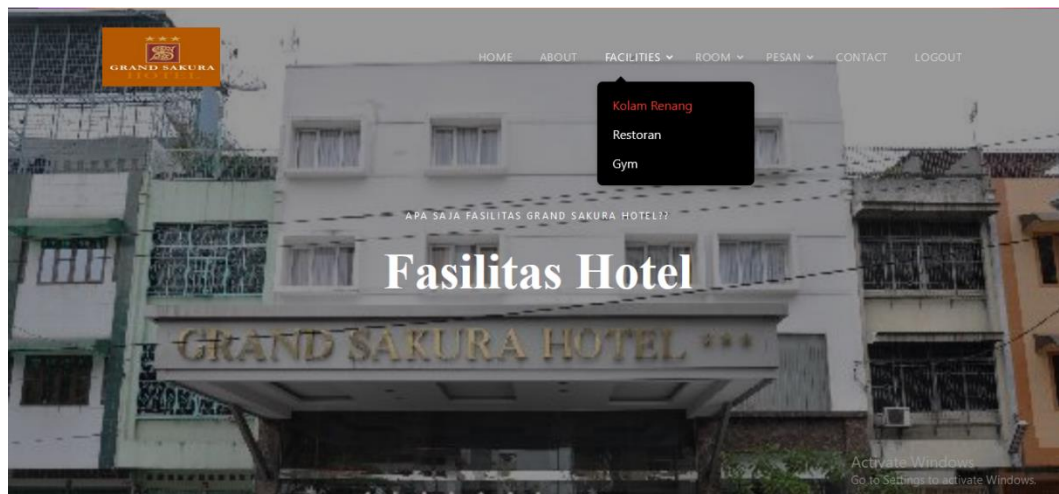 GRAND SAKURA
HOTEL
HOME ABOUT FACILITIES ROOM PESAN CONTACT LOGOUT
Kolam Renang
Restoran
Gym
APA SAJA FASILITAS GRAND SAKURA HOTEL??
Fasilitas Hotel
GRAND SAKURA HOTEL ***
Activate Windows
Go to Settings to activate Windows.